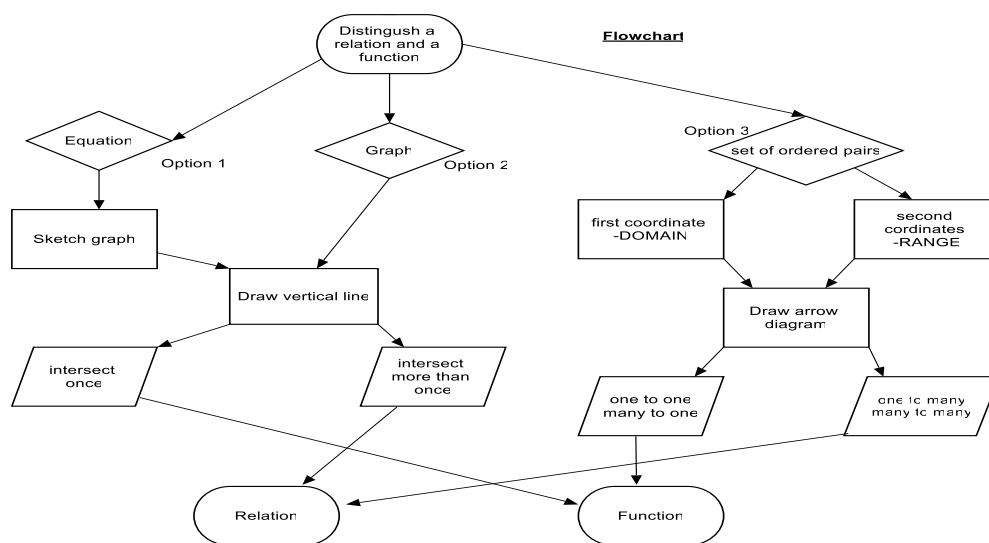 Distingush a
relation and a
function
Flowchart
Equation
Option 1
Graph
Option 2
Option 3
set of ordered pairs
Sketch graph
first coordinate
-DOMAIN
second
cordinates
-RANGE
Draw vertical line
Draw arrow
diagram
intersect
once
intersect
more than
once
one to one
many to one
one to many
many to many
Relation
Function